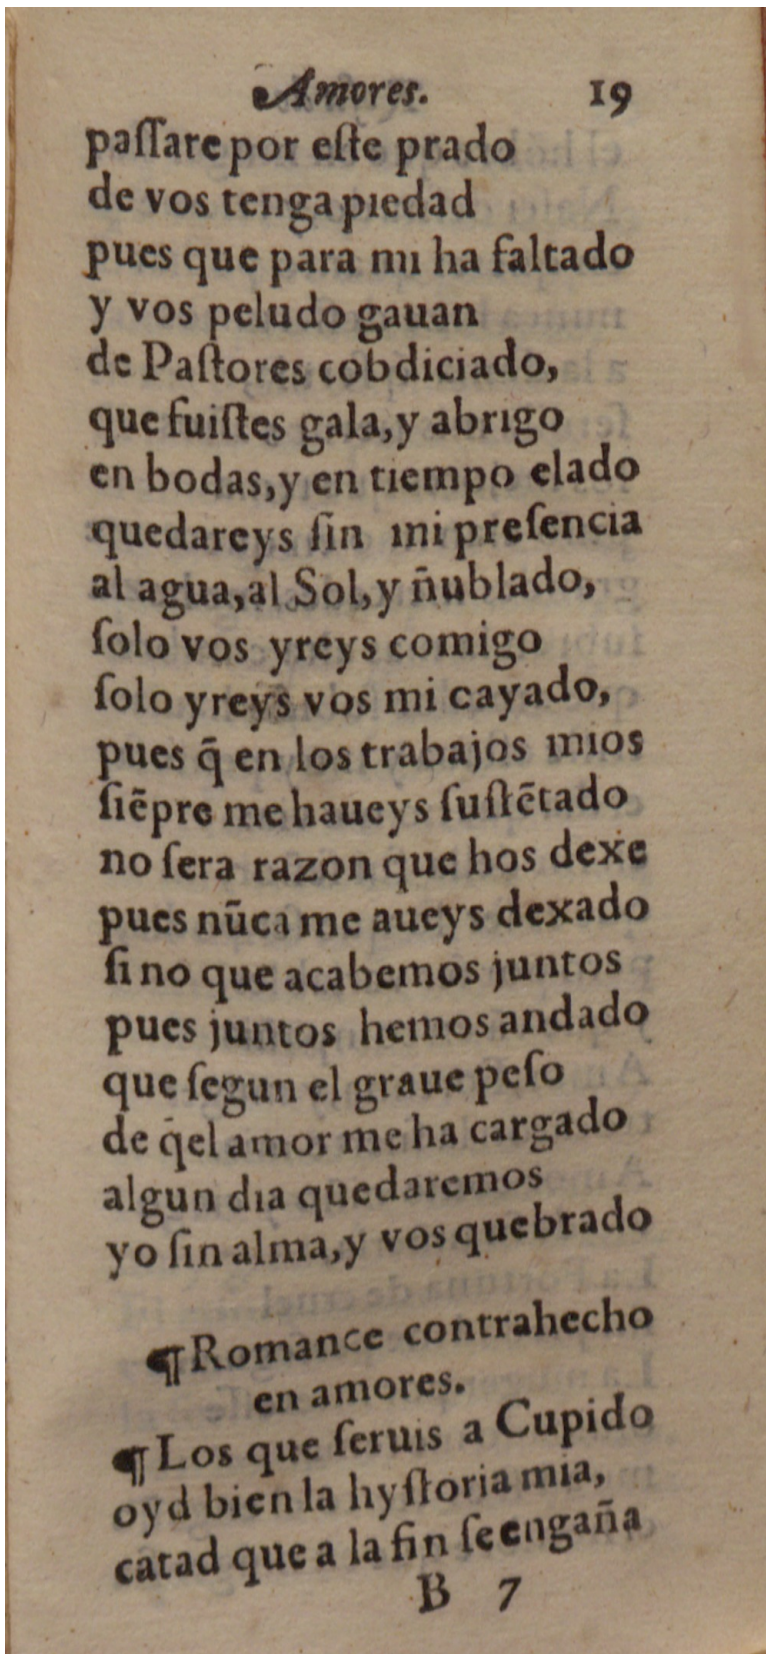 Amores. 19
paſſare por eſte prado
de vos tenga piedad
pues que para mi ha faltado
y vos peludo gauan
de Paſtores cobdiciado,
que fuiſtes gala, y abrigo
en bodas, y en tiempo elado
quedareys ſin mi preſencia
al agua, al Sol, y ñublado,
ſolo vos yreys comigo
ſolo yreys vos mi cayado,
pues q̃ en los trabajos mios
ſiẽpre me haueys ſuſtẽtado
no ſera razon que hos dexe
pues nũca me aueys dexado
ſi no que acabemos juntos
pues juntos hemos andado
que ſegun el graue peſo
de q̃el amor me ha cargado
algun dia quedaremos
yo ſin alma, y vos quebrado
¶Romance contrahecho
en amores.
¶Los que ſeruis a Cupido
oyd bien la hyſtoria mia,
catad que a la fin ſe engaña
B 7